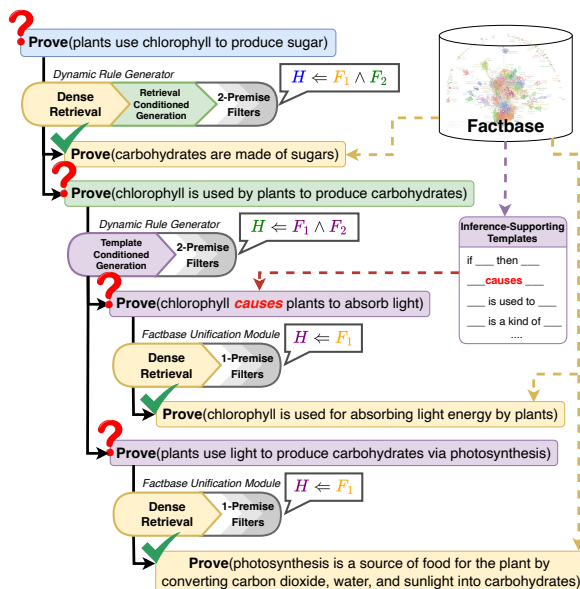 ?
Prove(plants use chlorophyll to produce sugar)
Dynamic Rule Generator
Dense
Retrieval
Retrieval
Conditioned
Generation
2-Premise
Filters
H ⇐ F₁ ∧ F₂
Factbase
Prove(carbohydrates are made of sugars)
?
Prove(chlorophyll is used by plants to produce carbohydrates)
Dynamic Rule Generator
Template
Conditioned
Generation
2-Premise
Filters
H ⇐ F₁ ∧ F₂
Inference-Supporting
Templates
if ___ then ___
___causes ___
___ is used to ___
___ is a kind of ___
....
?
Prove(chlorophyll causes plants to absorb light)
Factbase Unification Module
Dense
Retrieval
1-Premise
Filters
H ⇐ F₁
Prove(chlorophyll is used for absorbing light energy by plants)
?
Prove(plants use light to produce carbohydrates via photosynthesis)
Factbase Unification Module
Dense
Retrieval
1-Premise
Filters
H ⇐ F₁
Prove(photosynthesis is a source of food for the plant by
converting carbon dioxide, water, and sunlight into carbohydrates)